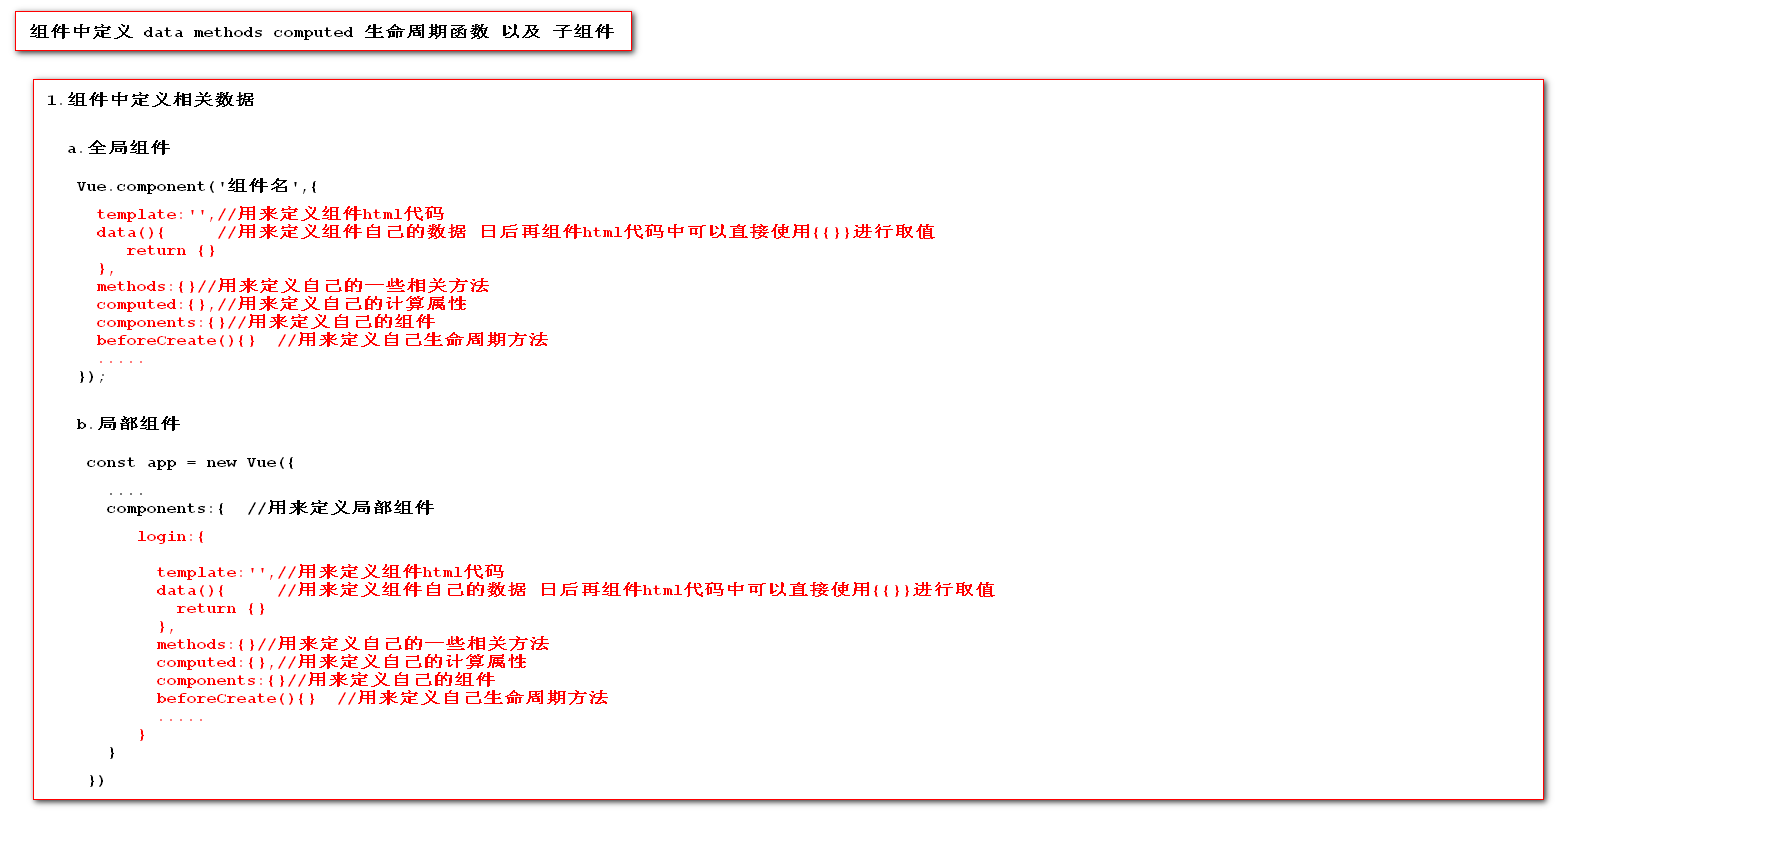 组件中定义 data methods computed 生命周期函数 以及 子组件
1.组件中定义相关数据
a.全局组件
Vue.component('组件名',{
template:'',//用来定义组件html代码
data(){ //用来定义组件自己的数据 日后再组件html代码中可以直接使用{{}}进行取值
return {}
},
methods:{}//用来定义自己的一些相关方法
computed:{},//用来定义自己的计算属性
components:{}//用来定义自己的组件
beforeCreate(){} //用来定义自己生命周期方法
.....
});
b.局部组件
const app = new Vue({
....
components:{ //用来定义局部组件
login:{
template:'',//用来定义组件html代码
data(){ //用来定义组件自己的数据 日后再组件html代码中可以直接使用{{}}进行取值
return {}
},
methods:{}//用来定义自己的一些相关方法
computed:{},//用来定义自己的计算属性
components:{}//用来定义自己的组件
beforeCreate(){} //用来定义自己生命周期方法
.....
}
}
})